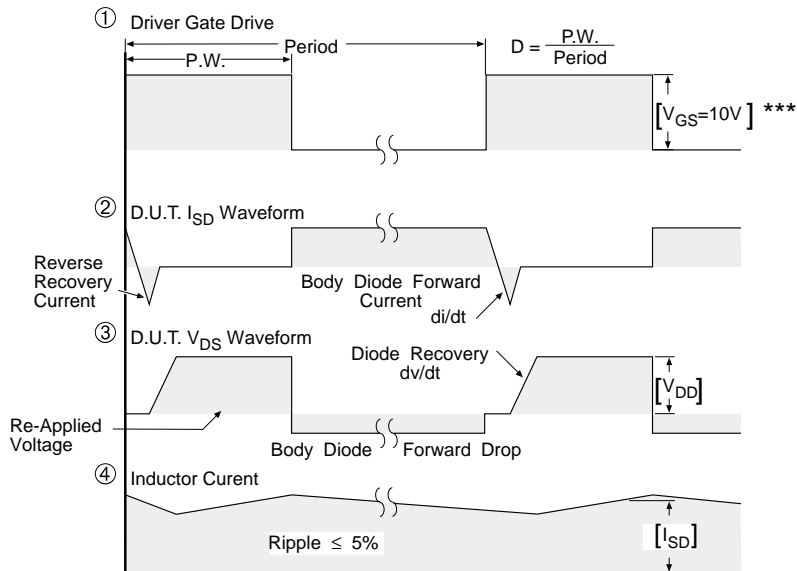 ① Driver Gate Drive
P.W.
Period
D = P.W. / Period
[VGS=10V] ***
② D.U.T. ISD Waveform
Reverse
Recovery
Current
Body Diode Forward
Current
di/dt
③ D.U.T. VDS Waveform
Diode Recovery
dv/dt
[VDD]
Re-Applied
Voltage
Body Diode Forward Drop
④ Inductor Curent
Ripple ≤ 5%
[ISD]